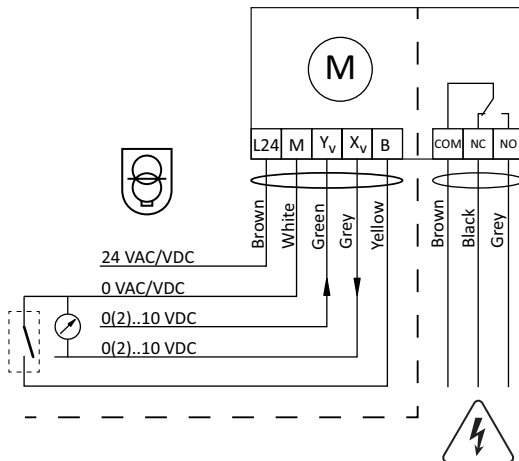 M
L24 M Yv Xv B COM NC NO
Brown White Green Grey Yellow Brown Black Grey
24 VAC/VDC
0 VAC/VDC
0(2)..10 VDC
0(2)..10 VDC